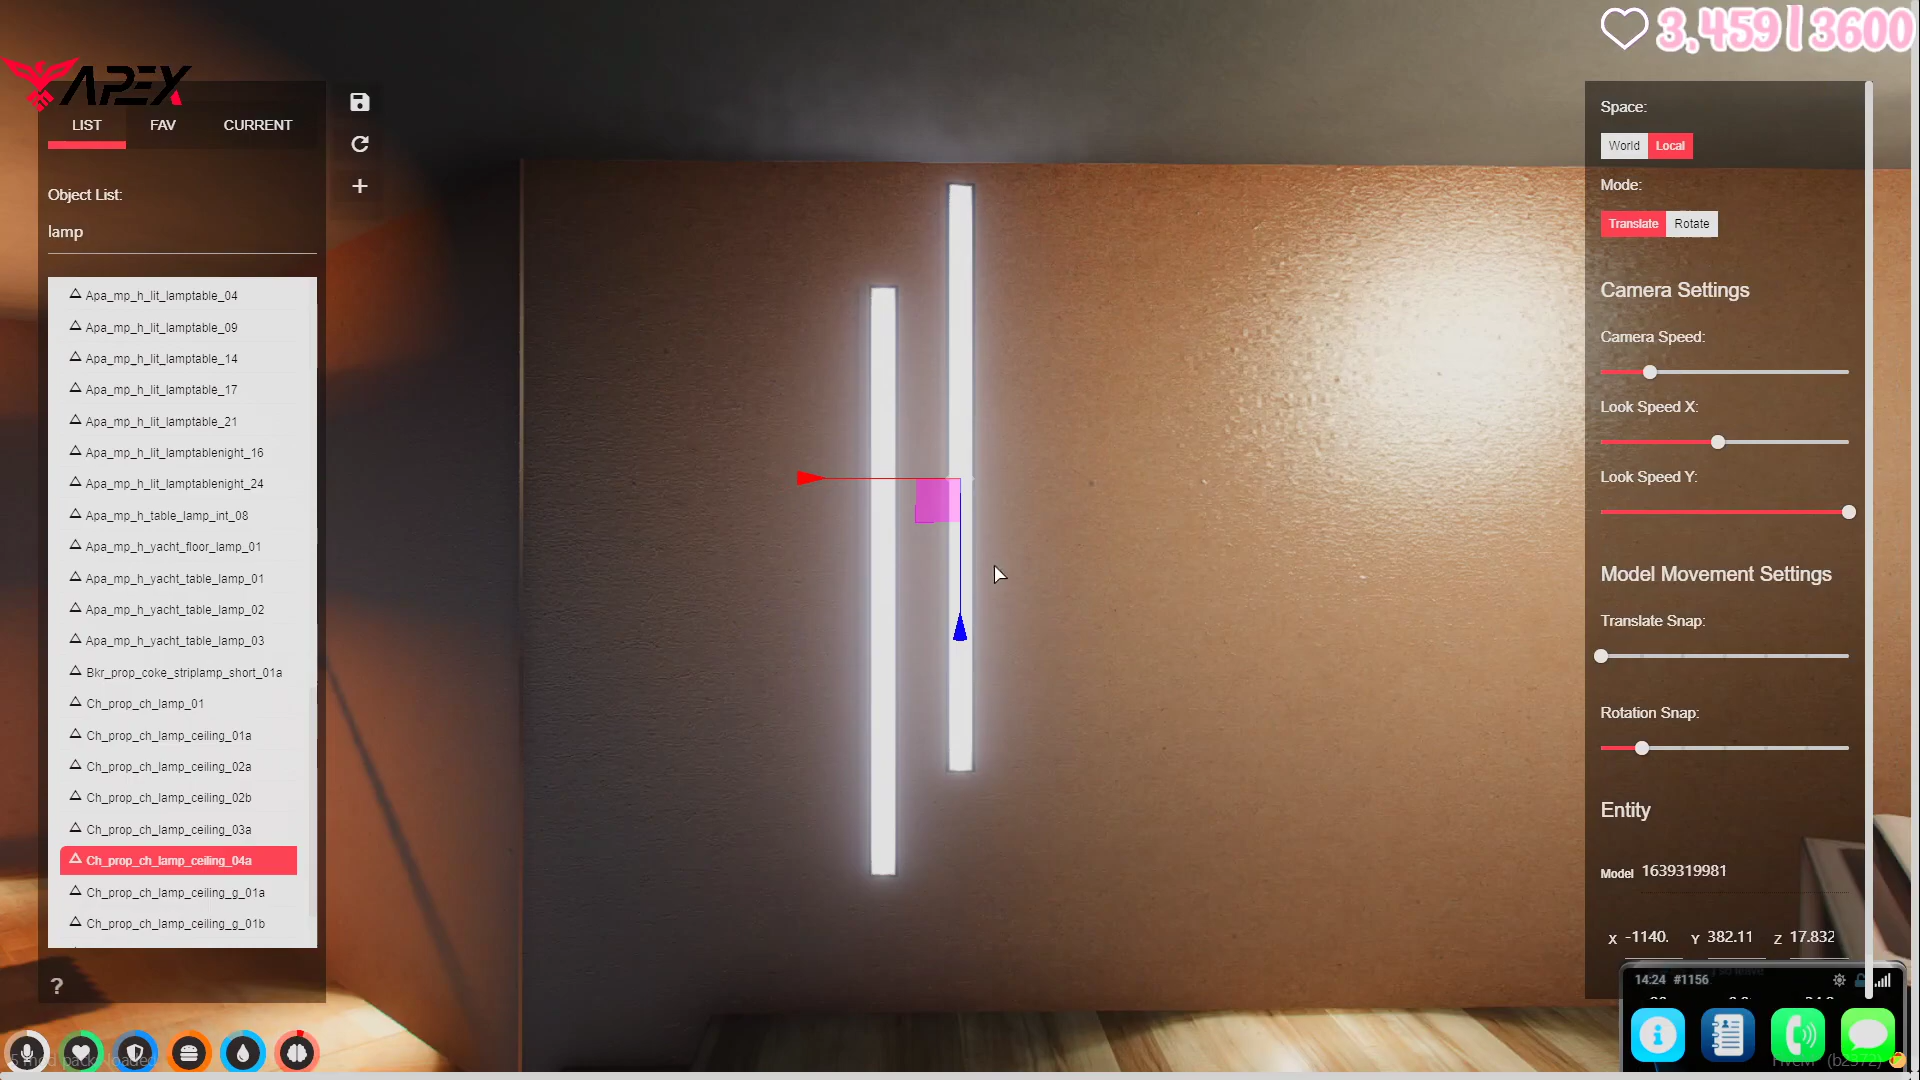 3,459|3600
APEX
LIST FAV CURRENT
Object List:
lamp
Apa_mp_h_lit_lamptable_04
Apa_mp_h_lit_lamptable_09
Apa_mp_h_lit_lamptable_14
Apa_mp_h_lit_lamptable_17
Apa_mp_h_lit_lamptable_21
Apa_mp_h_lit_lamptablenight_16
Apa_mp_h_lit_lamptablenight_24
Apa_mp_h_table_lamp_int_08
Apa_mp_h_yacht_floor_lamp_01
Apa_mp_h_yacht_table_lamp_01
Apa_mp_h_yacht_table_lamp_02
Apa_mp_h_yacht_table_lamp_03
Bkr_prop_coke_striplamp_short_01a
Ch_prop_ch_lamp_01
Ch_prop_ch_lamp_ceiling_01a
Ch_prop_ch_lamp_ceiling_02a
Ch_prop_ch_lamp_ceiling_02b
Ch_prop_ch_lamp_ceiling_03a
Ch_prop_ch_lamp_ceiling_04a
Ch_prop_ch_lamp_ceiling_g_01a
Ch_prop_ch_lamp_ceiling_g_01b
?
Space:
World Local
Mode:
Translate Rotate
Camera Settings
Camera Speed:
Look Speed X:
Look Speed Y:
Model Movement Settings
Translate Snap:
Rotation Snap:
Entity
Model 1639319981
X -1140. Y 382.11 Z 17.832
14:24 #1156
(b2372)